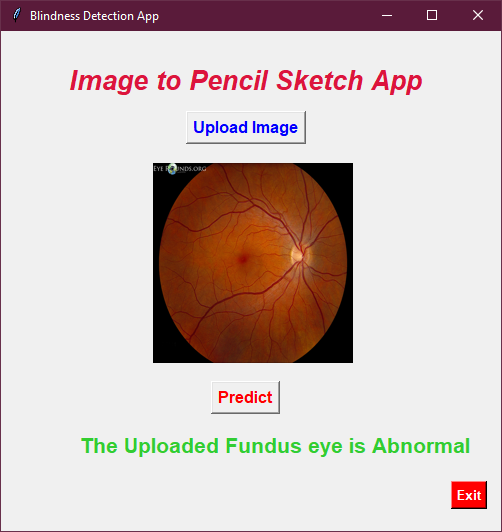 Blindness Detection App
Image to Pencil Sketch App
Upload Image
EYE ROUNDS.ORG
Predict
The Uploaded Fundus eye is Abnormal
Exit